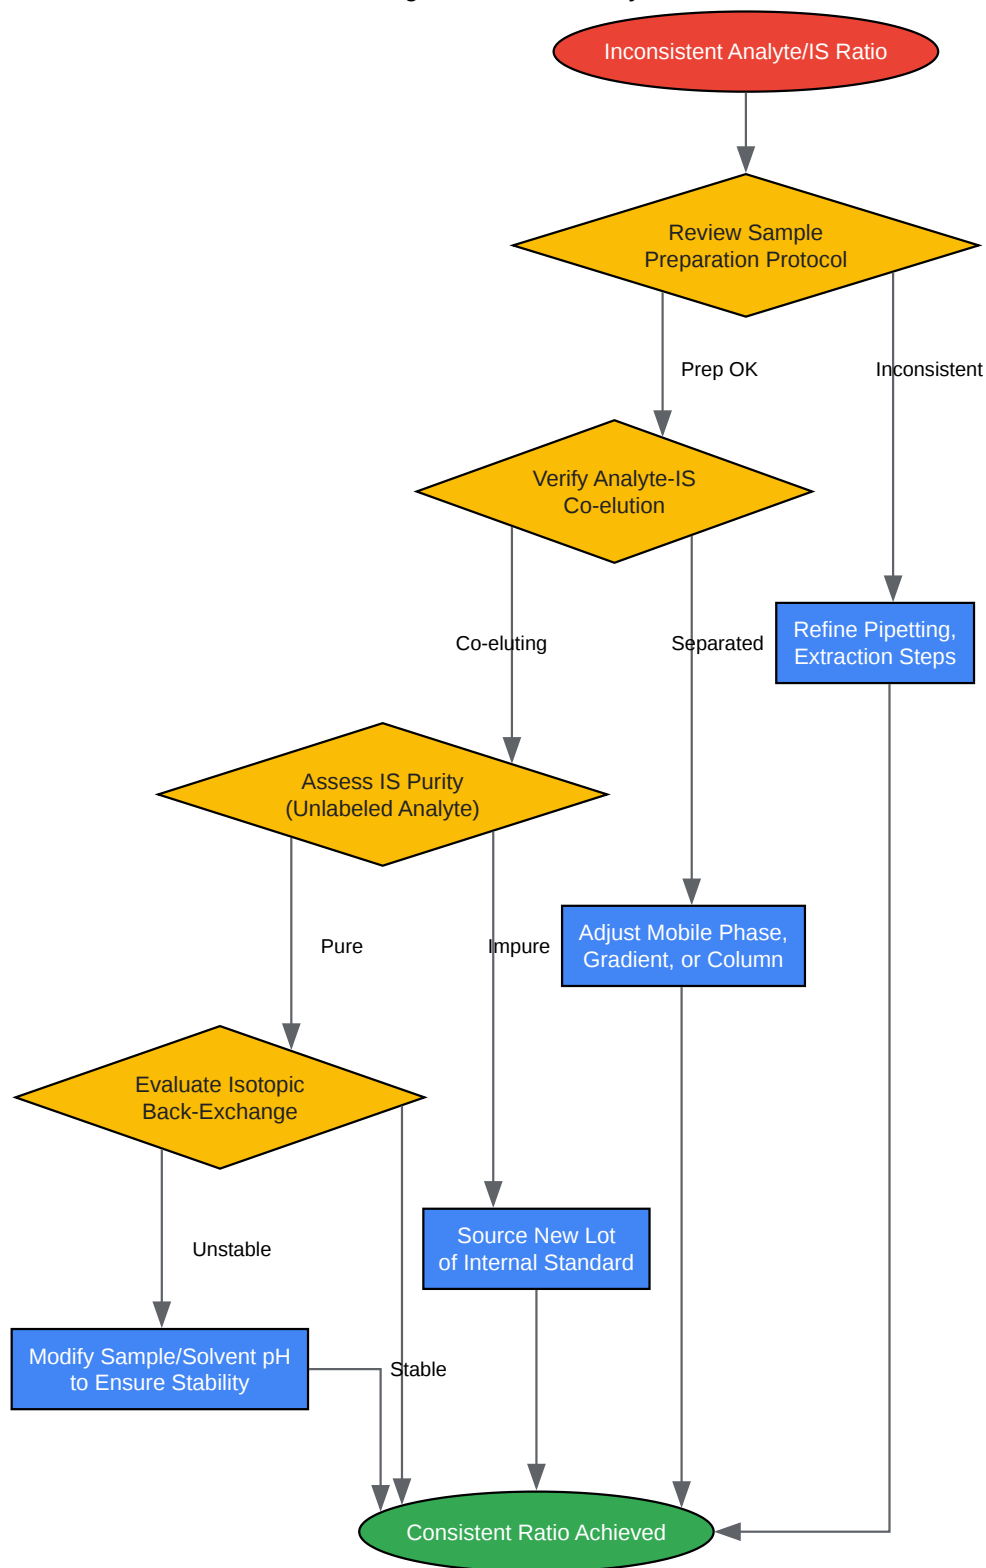 Inconsistent Analyte/IS Ratio
Review Sample
Preparation Protocol
Prep OK
Inconsistent
Verify Analyte-IS
Co-elution
Co-eluting
Separated
Refine Pipetting,
Extraction Steps
Assess IS Purity
(Unlabeled Analyte)
Pure
Impure
Adjust Mobile Phase,
Gradient, or Column
Evaluate Isotopic
Back-Exchange
Unstable
Source New Lot
of Internal Standard
Modify Sample/Solvent pH
to Ensure Stability
Stable
Consistent Ratio Achieved